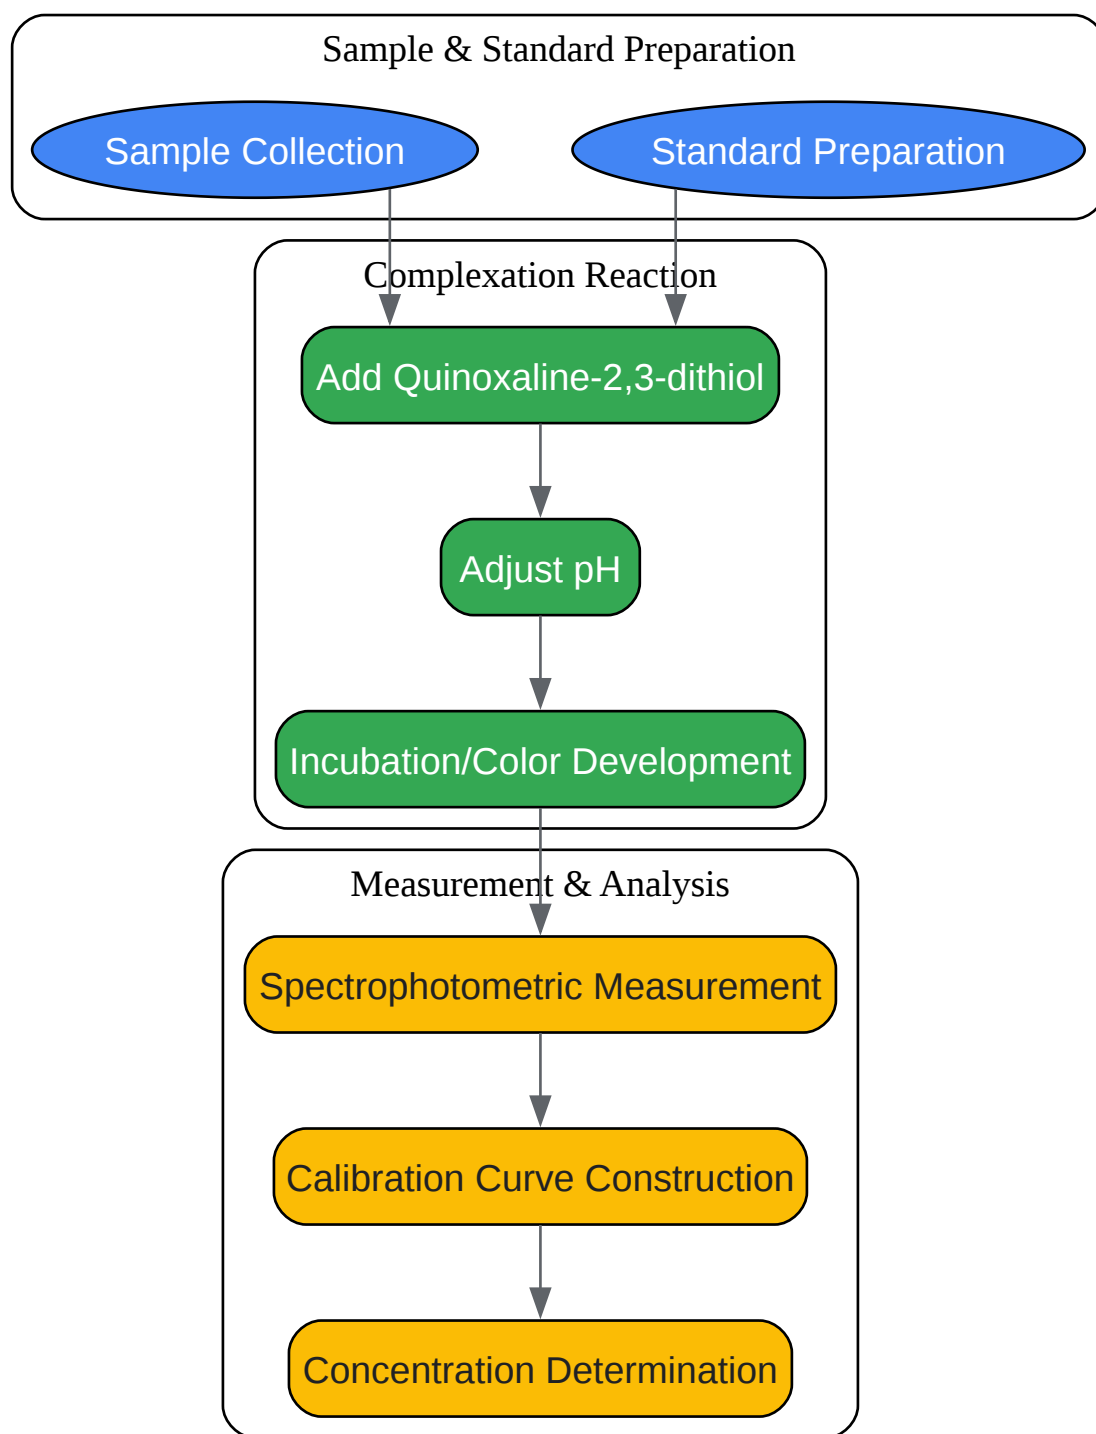 Sample & Standard Preparation
Sample Collection
Standard Preparation
Complexation Reaction
Add Quinoxaline-2,3-dithiol
Adjust pH
Incubation/Color Development
Measurement & Analysis
Spectrophotometric Measurement
Calibration Curve Construction
Concentration Determination